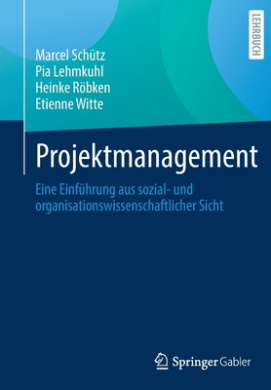 LEHRBUCH
Marcel Schütz
Pia Lehmkuhl
Heinke Röbken
Etienne Witte
Projektmanagement
Eine Einführung aus sozial- und
organisationswissenschaftlicher Sicht
Springer Gabler